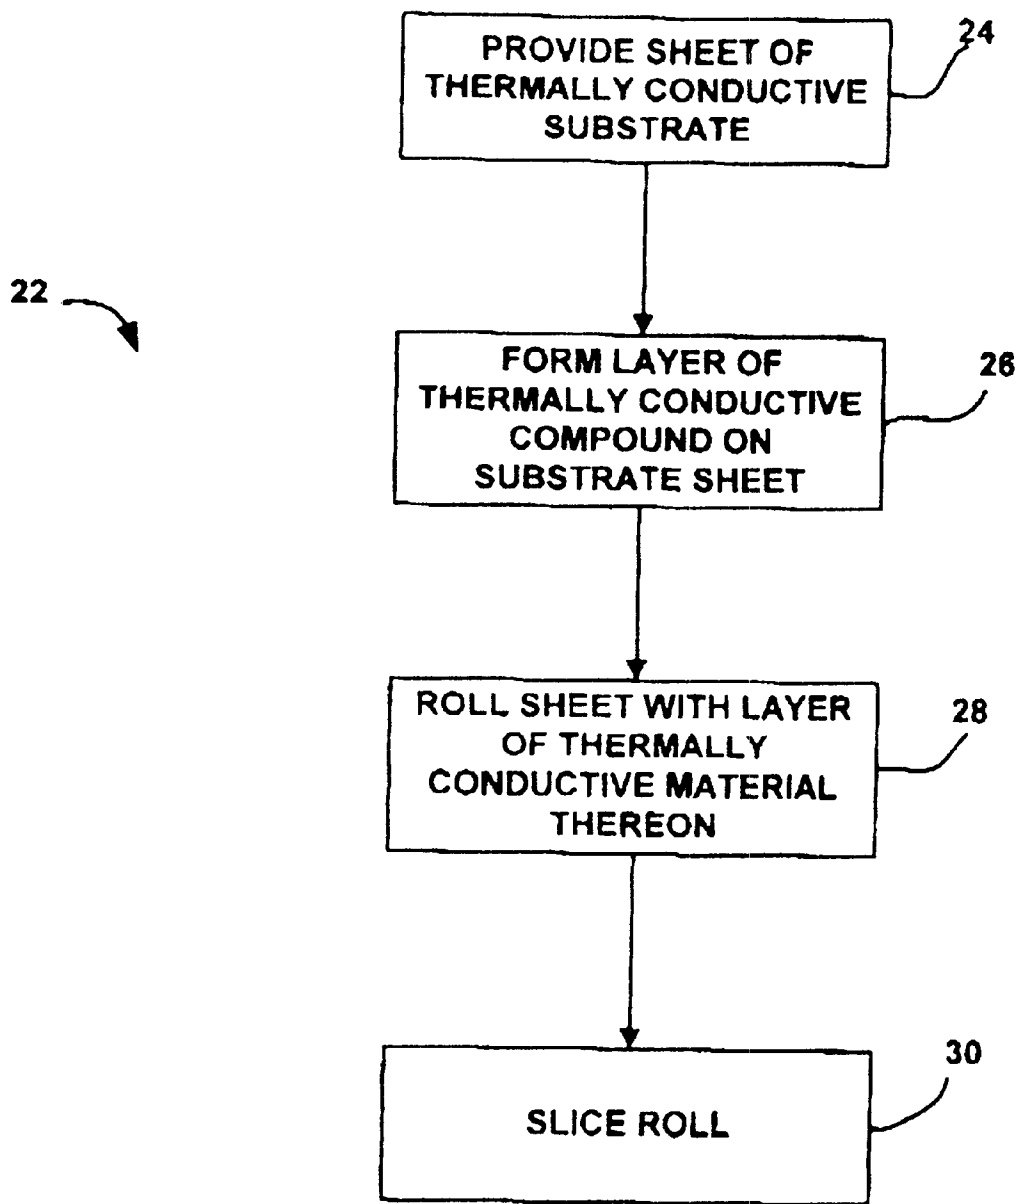 PROVIDE SHEET OF
THERMALLY CONDUCTIVE
SUBSTRATE
24
22
FORM LAYER OF
THERMALLY CONDUCTIVE
COMPOUND ON
SUBSTRATE SHEET
26
ROLL SHEET WITH LAYER
OF THERMALLY
CONDUCTIVE MATERIAL
THEREON
28
SLICE ROLL
30